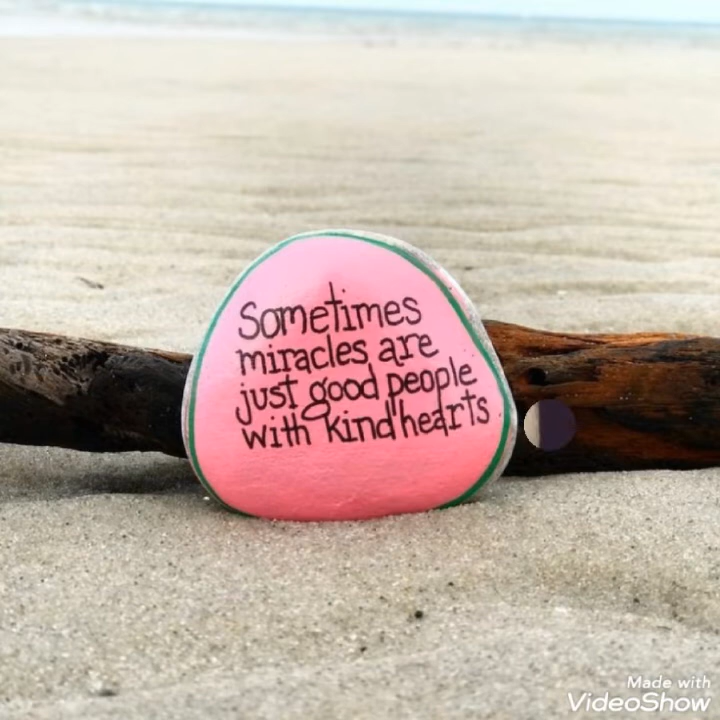 Sometimes
miracles are
just good people
with kind hearts
Made with
VideoShow